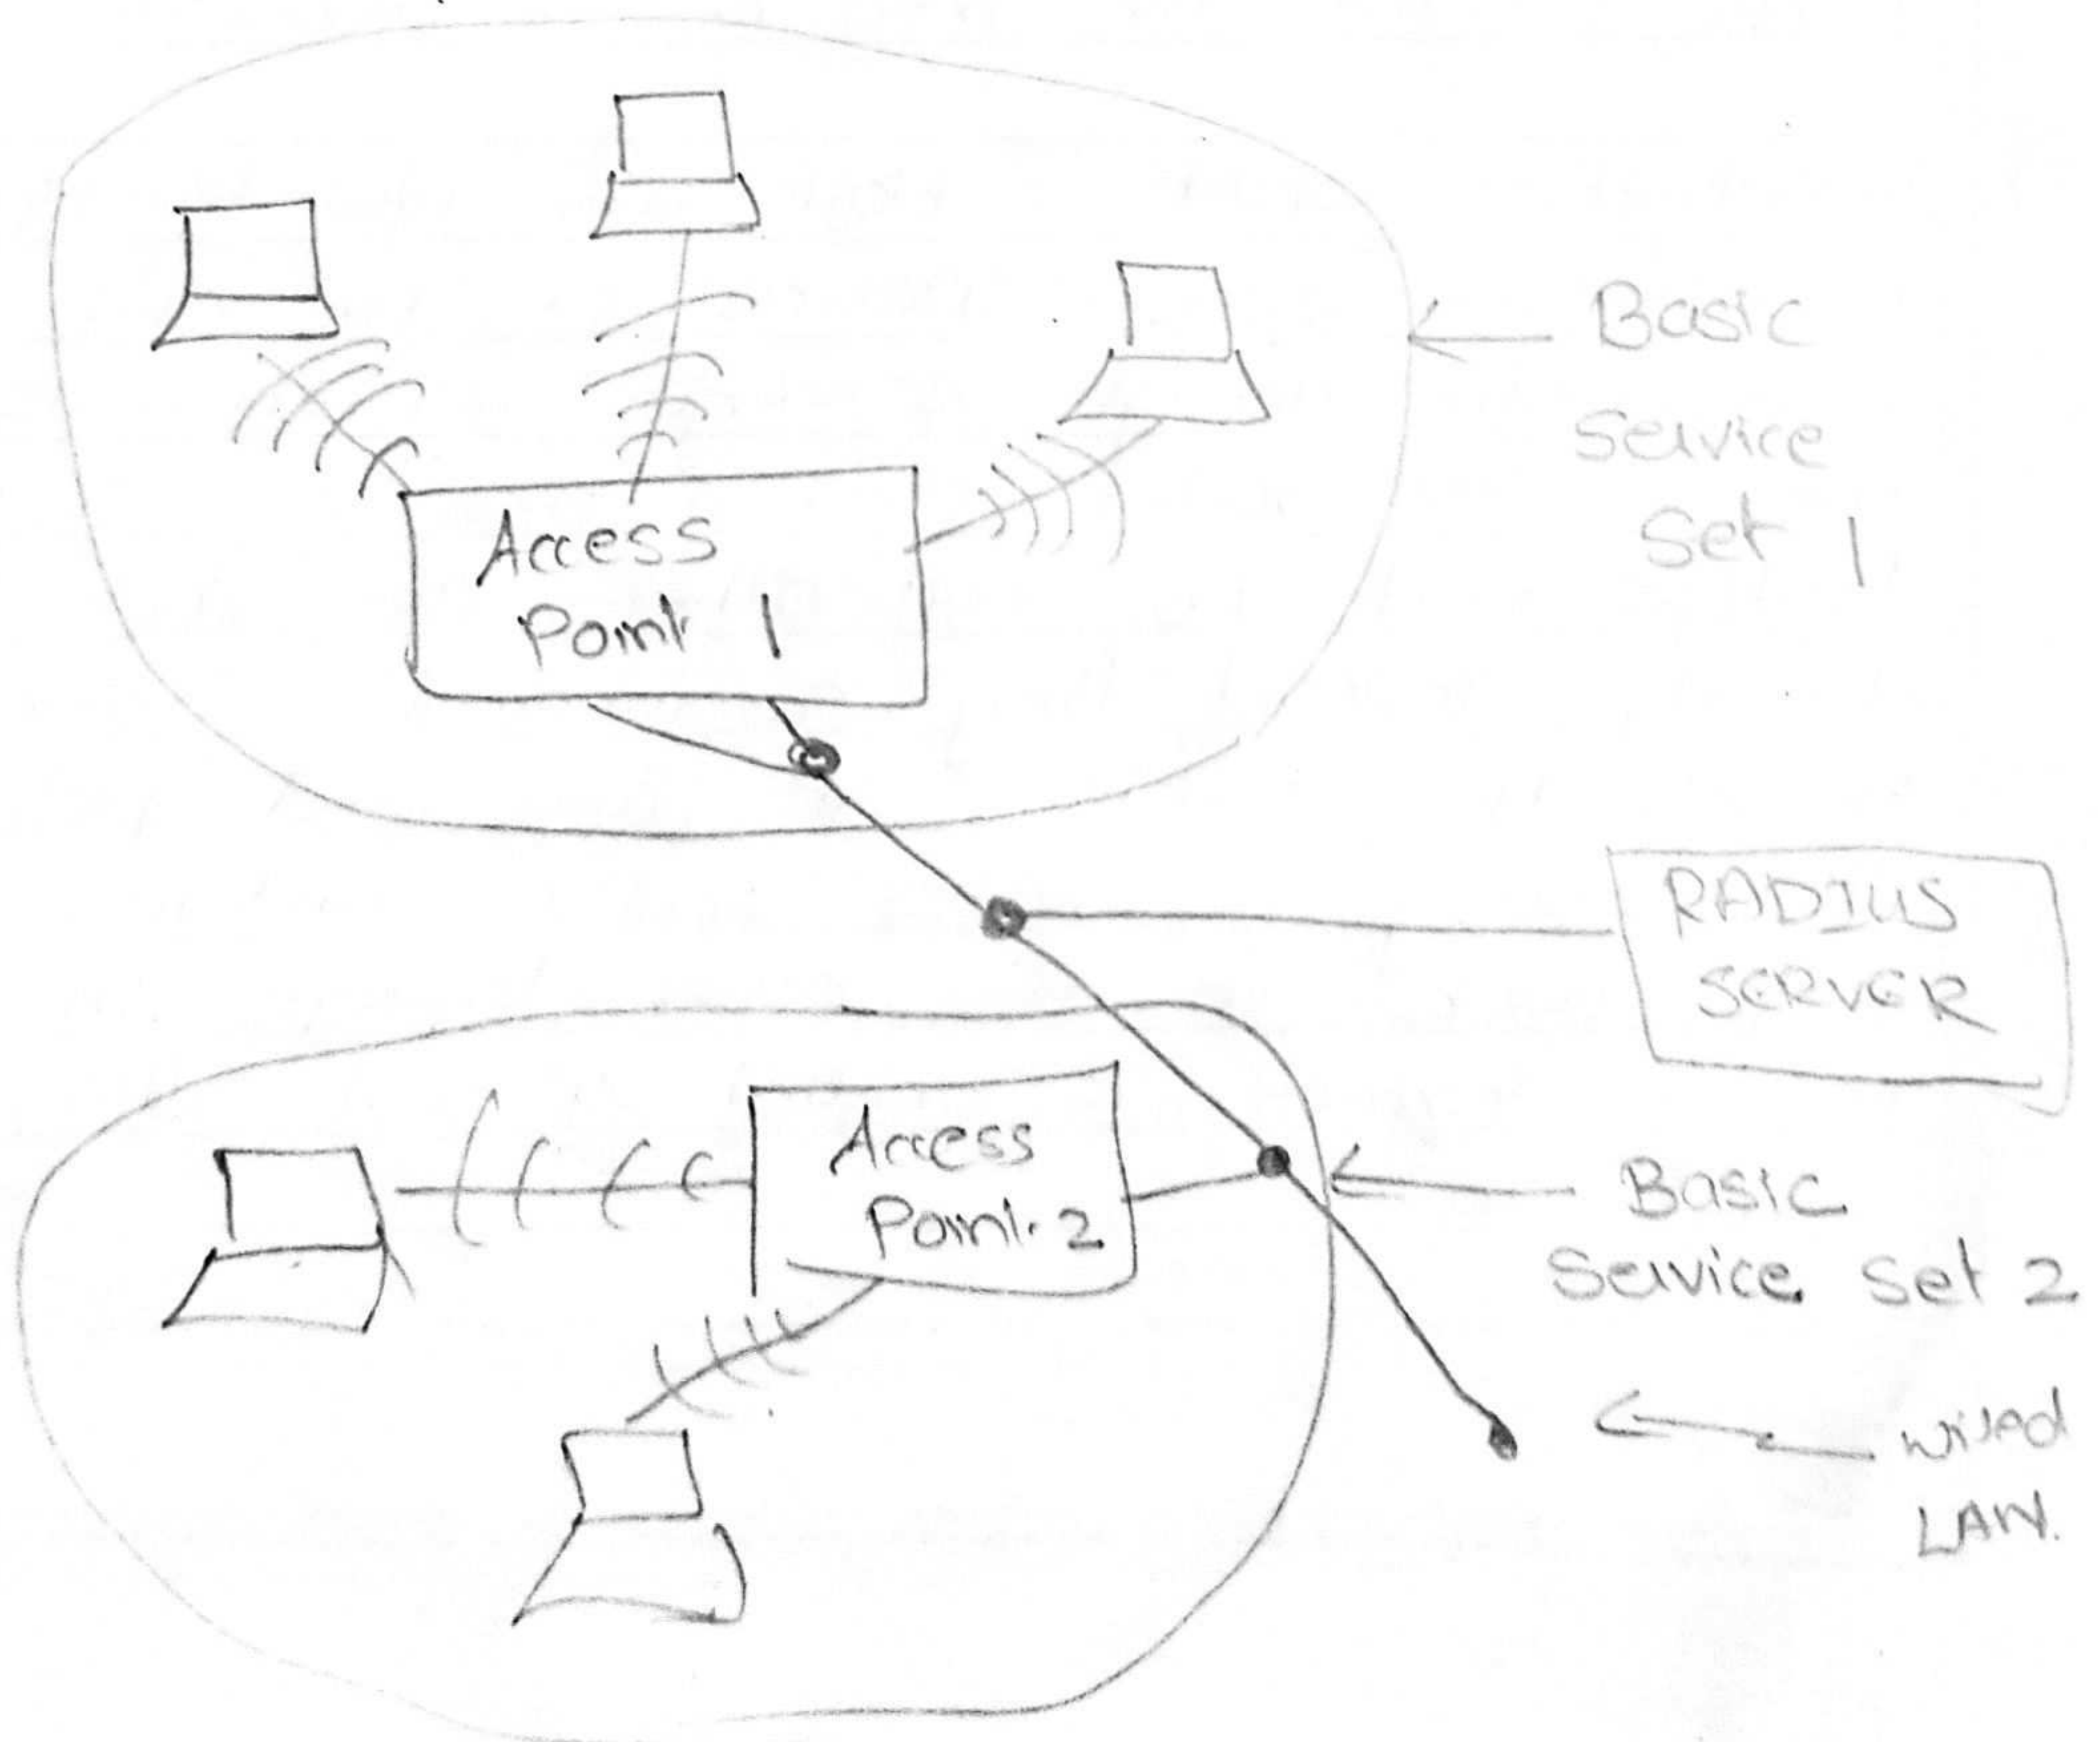 Basic
Service
Set 1
Access
Point 1
RADIUS
SERVER
Access
Point 2
Basic
Service Set 2
wired
LAN.